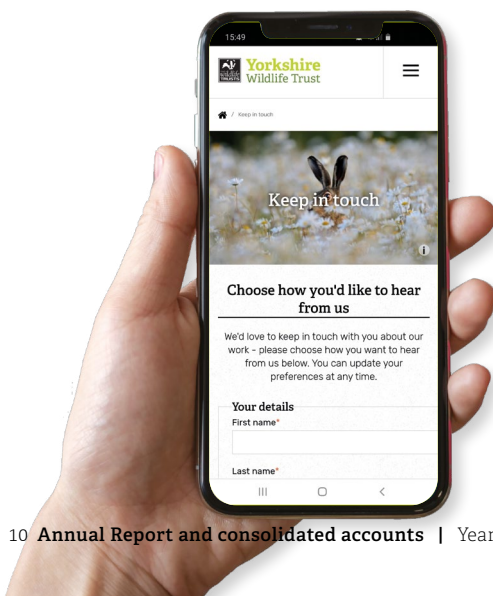 15:49
Yorkshire
Wildlife Trust
/ Keep in touch
Keep in touch
i
Choose how you'd like to hear
from us
We'd love to keep in touch with you about our
work - please choose how you want to hear
from us below. You can update your
preferences at any time.
Your details
First name*
Last name*
10 Annual Report and consolidated accounts | Year